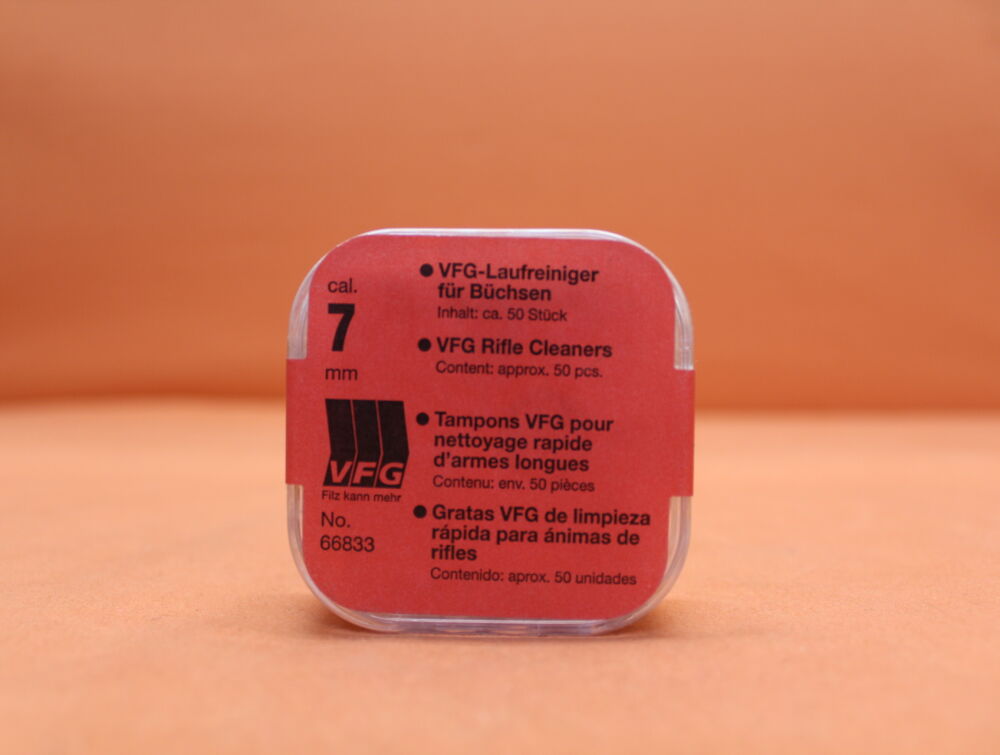 cal.
7
mm
VFG
Filz kann mehr
No.
66833
● VFG-Laufreiniger
für Büchsen
Inhalt: ca. 50 Stück
● VFG Rifle Cleaners
Content: approx. 50 pcs.
● Tampons VFG pour
nettoyage rapide
d'armes longues
Contenu: env. 50 pièces
● Gratas VFG de limpieza
rápida para ánimas de
rifles
Contenido: aprox. 50 unidades